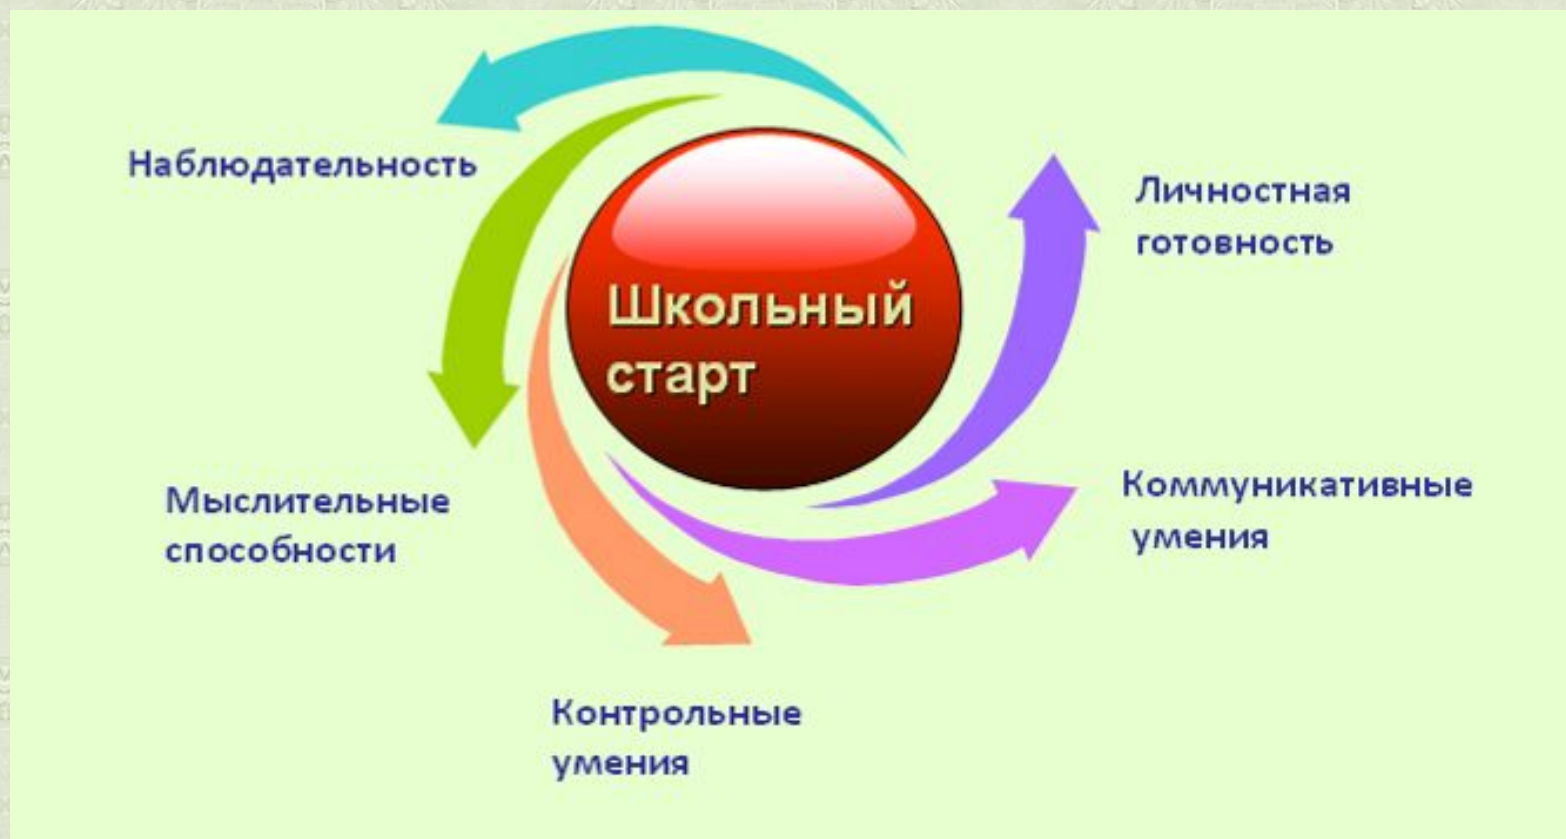 Наблюдательность
Личностная
готовность
Школьный
старт
Мыслительные
способности
Коммуникативные
умения
Контрольные
умения